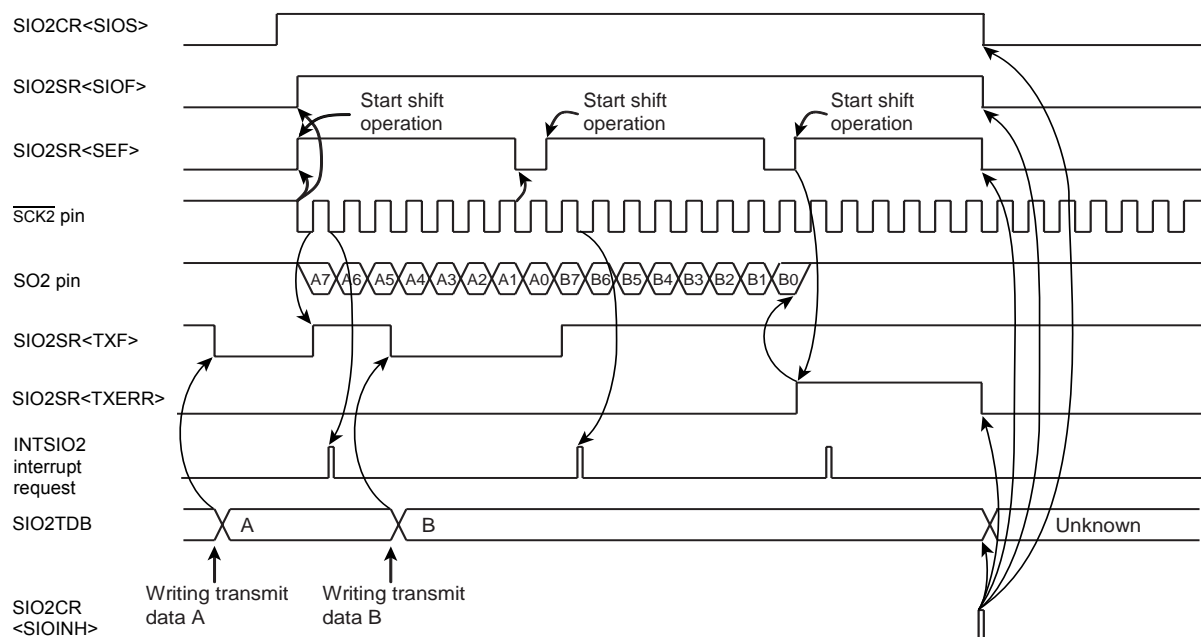 SIO2CR<SIOS>
SIO2SR<SIOF>
Start shift
operation
Start shift
operation
Start shift
operation
SIO2SR<SEF>
SCK2 pin
SO2 pin
A7 A6 A5 A4 A3 A2 A1 A0 B7 B6 B5 B4 B3 B2 B1 B0
SIO2SR<TXF>
SIO2SR<TXERR>
INTSIO2
interrupt
request
SIO2TDB
A
B
Unknown
Writing transmit
data A
Writing transmit
data B
SIO2CR
<SIOINH>